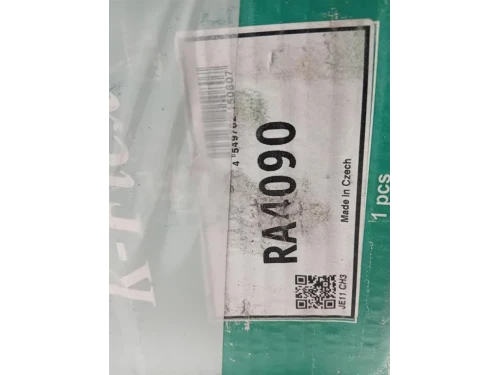 RA4090
Made In Czech
JE11 CH3
1 pcs